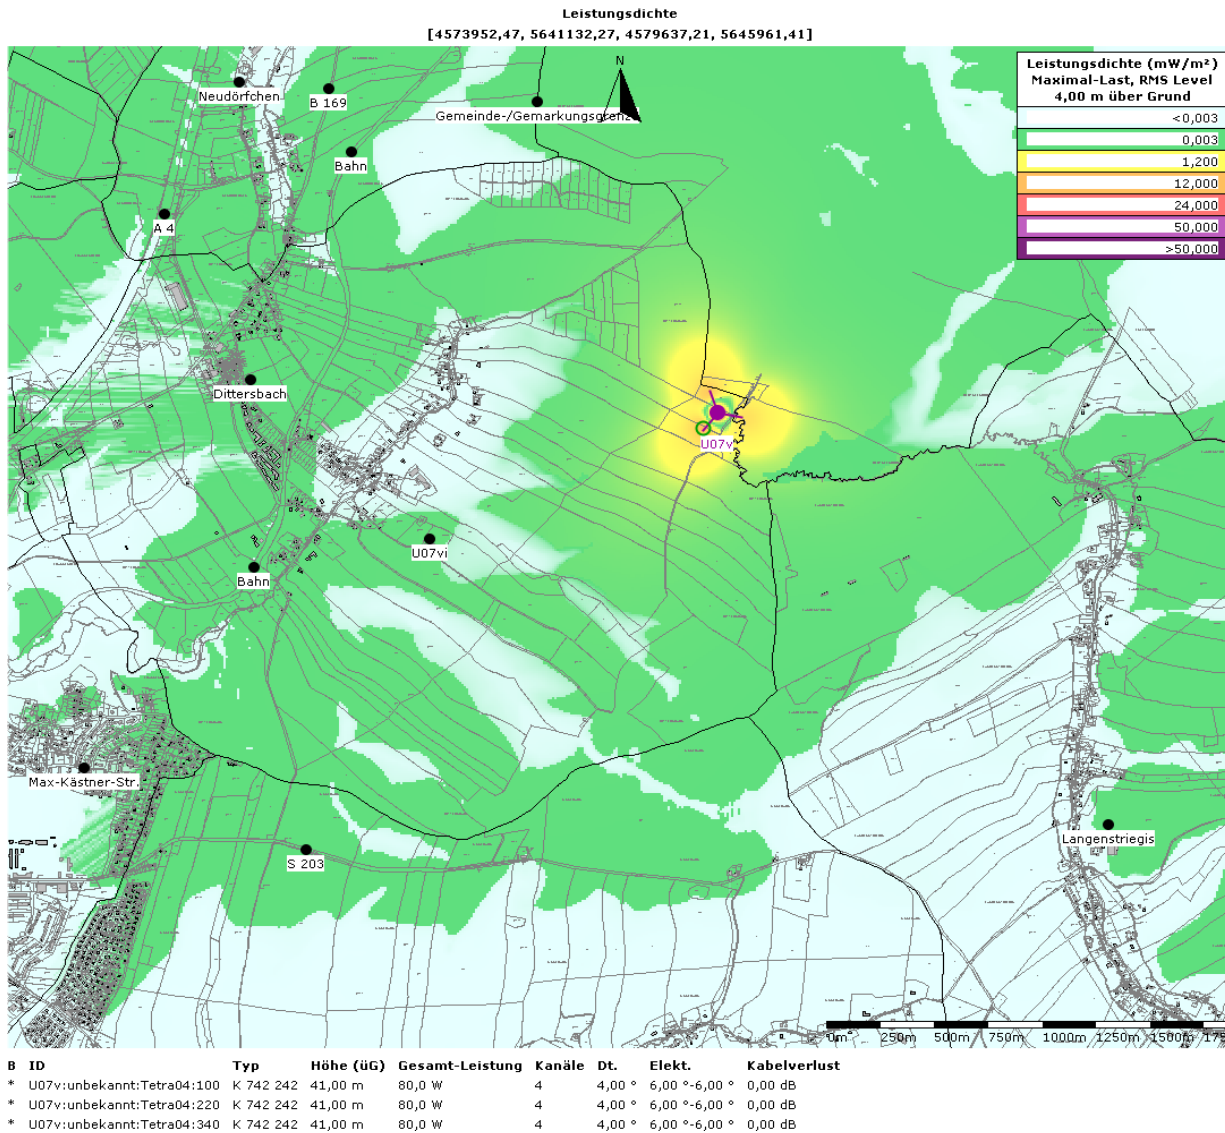 Leistungsdichte
[4573952,47, 5641132,27, 4579637,21, 5645961,41]
Leistungsdichte (mW/m²)
Maximal-Last, RMS Level
4,00 m über Grund
<0,003
0,003
1,200
12,000
24,000
50,000
>50,000
N
Neudörfchen
B 169
Gemeinde-/Gemarkungsgrenze
Bahn
A 4
Dittersbach
U07v
U07vi
Bahn
Max-Kästner-Str.
Langenstriegis
S 203
0m 250m 500m 750m 1000m 1250m 1500m 175
B ID Typ Höhe (üG) Gesamt-Leistung Kanäle Dt. Elekt. Kabelverlust
* U07v:unbekannt:Tetra04:100 K 742 242 41,00 m 80,0 W 4 4,00 ° 6,00 °-6,00 ° 0,00 dB
* U07v:unbekannt:Tetra04:220 K 742 242 41,00 m 80,0 W 4 4,00 ° 6,00 °-6,00 ° 0,00 dB
* U07v:unbekannt:Tetra04:340 K 742 242 41,00 m 80,0 W 4 4,00 ° 6,00 °-6,00 ° 0,00 dB